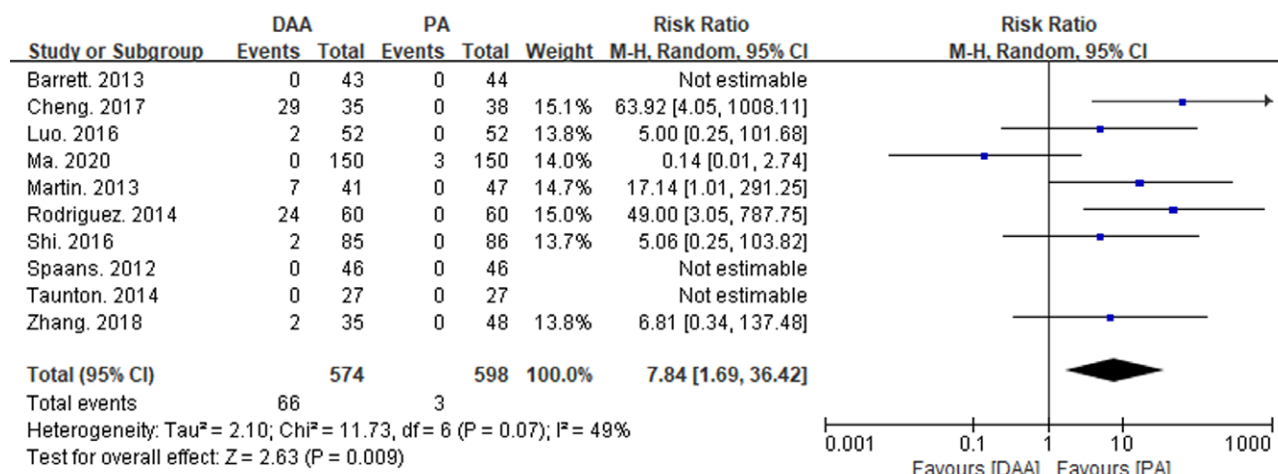 DAA PA Risk Ratio Risk Ratio
Study or Subgroup Events Total Events Total Weight M-H, Random, 95% CI M-H, Random, 95% CI
Barrett. 2013 0 43 0 44 Not estimable
Cheng. 2017 29 35 0 38 15.1% 63.92 [4.05, 1008.11]
Luo. 2016 2 52 0 52 13.8% 5.00 [0.25, 101.68]
Ma. 2020 0 150 3 150 14.0% 0.14 [0.01, 2.74]
Martin. 2013 7 41 0 47 14.7% 17.14 [1.01, 291.25]
Rodriguez. 2014 24 60 0 60 15.0% 49.00 [3.05, 787.75]
Shi. 2016 2 85 0 86 13.7% 5.06 [0.25, 103.82]
Spaans. 2012 0 46 0 46 Not estimable
Taunton. 2014 0 27 0 27 Not estimable
Zhang. 2018 2 35 0 48 13.8% 6.81 [0.34, 137.48]
Total (95% CI) 574 598 100.0% 7.84 [1.69, 36.42]
Total events 66 3
Heterogeneity: Tau² = 2.10; Chi² = 11.73, df = 6 (P = 0.07); I² = 49%
Test for overall effect: Z = 2.63 (P = 0.009)
0.001 0.1 1 10 1000
Favours [DAA] Favours [PA]